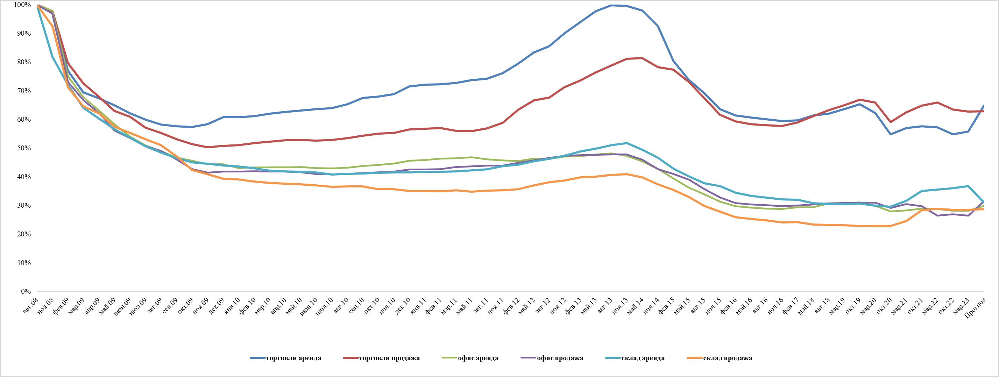 100%
90%
80%
70%
60%
50%
40%
30%
20%
10%
0%
авг.08
ноя.08
фев.09
мар.09
апр.09
май.09
июн.09
июл.09
авг.09
сен.09
окт.09
ноя.09
дек.09
янв.10
фев.10
мар.10
апр.10
май.10
июн.10
июл.10
авг.10
сен.10
окт.10
ноя.10
дек.10
янв.11
фев.11
мар.11
май.11
авг.11
ноя.11
фев.12
май.12
авг.12
ноя.12
фев.13
май.13
авг.13
ноя.13
май.14
ноя.14
фев.15
май.15
авг.15
ноя.15
фев.16
май.16
авг.16
ноя.16
фев.17
май.18
авг.18
мар.19
окт.19
мар.20
окт.20
мар.21
окт.21
мар.22
окт.22
мар.23
Прогноз
торговля аренда
торговля продажа
офис аренда
офис продажа
склад аренда
склад продажа